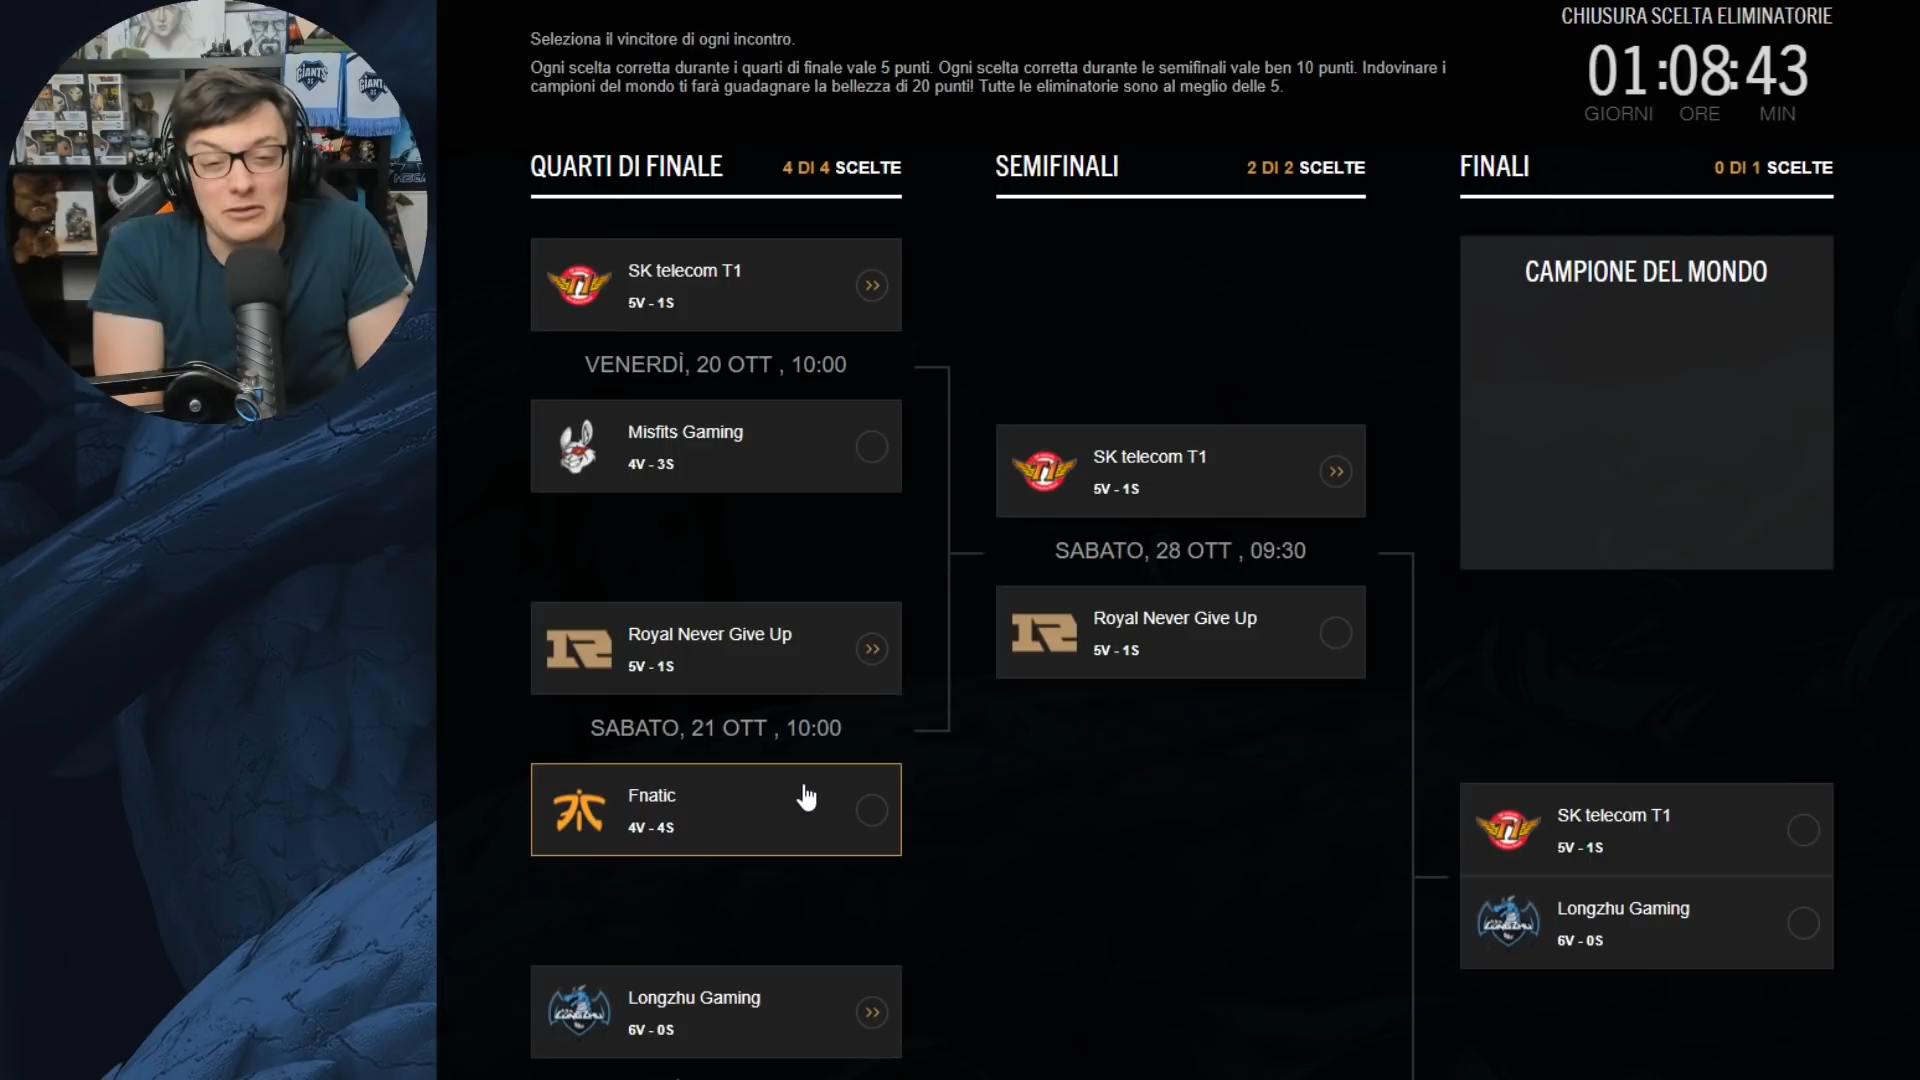 Seleziona il vincitore di ogni incontro.
Ogni scelta corretta durante i quarti di finale vale 5 punti. Ogni scelta corretta durante le semifinali vale ben 10 punti. Indovinare i
campioni del mondo ti farà guadagnare la bellezza di 20 punti! Tutte le eliminatorie sono al meglio delle 5.
CHIUSURA SCELTA ELIMINATORIE
01:08:43
GIORNI ORE MIN
QUARTI DI FINALE 4 DI 4 SCELTE
SK telecom T1
5V - 1S
VENERDÌ, 20 OTT , 10:00
Misfits Gaming
4V - 3S
Royal Never Give Up
5V - 1S
SABATO, 21 OTT , 10:00
Fnatic
4V - 4S
Longzhu Gaming
6V - 0S
SEMIFINALI 2 DI 2 SCELTE
SK telecom T1
5V - 1S
SABATO, 28 OTT , 09:30
Royal Never Give Up
5V - 1S
FINALI 0 DI 1 SCELTE
CAMPIONE DEL MONDO
SK telecom T1
5V - 1S
Longzhu Gaming
6V - 0S
GIANTS